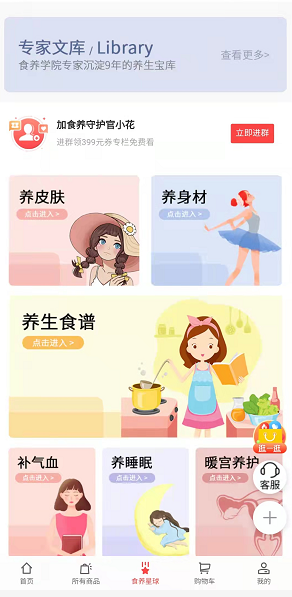 专家文库 / Library
查看更多>
食养学院专家沉淀9年的养生宝库
加食养守护官小花
进群领399元券专栏免费看
立即进群
养皮肤
点击进入 >
养身材
点击进入 >
养生食谱
点击进入 >
补气血
点击进入 >
养睡眠
点击进入 >
暖宫养护
点击进入 >
逛一逛
客服
首页
所有商品
食养星球
购物车
我的